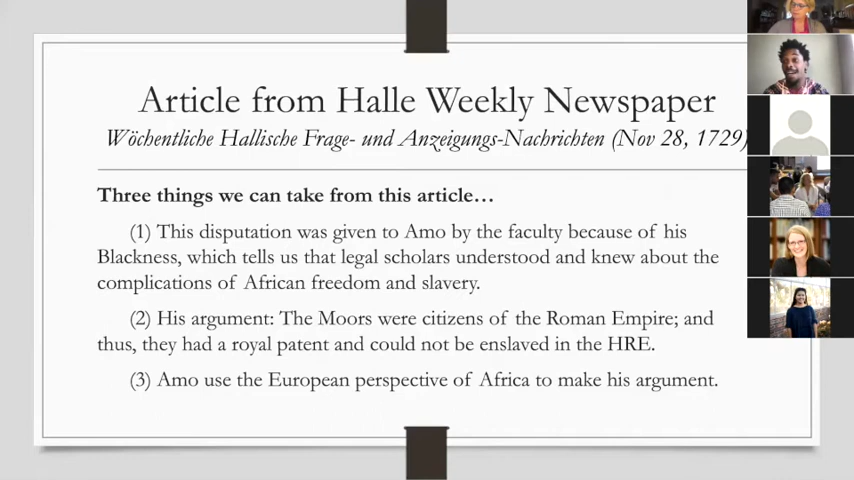 Article from Halle Weekly Newspaper
Wöchentliche Hallische Frage- und Anzeigungs-Nachrichten (Nov 28, 1729)
Three things we can take from this article…
(1) This disputation was given to Amo by the faculty because of his
Blackness, which tells us that legal scholars understood and knew about the
complications of African freedom and slavery.
(2) His argument: The Moors were citizens of the Roman Empire; and
thus, they had a royal patent and could not be enslaved in the HRE.
(3) Amo use the European perspective of Africa to make his argument.